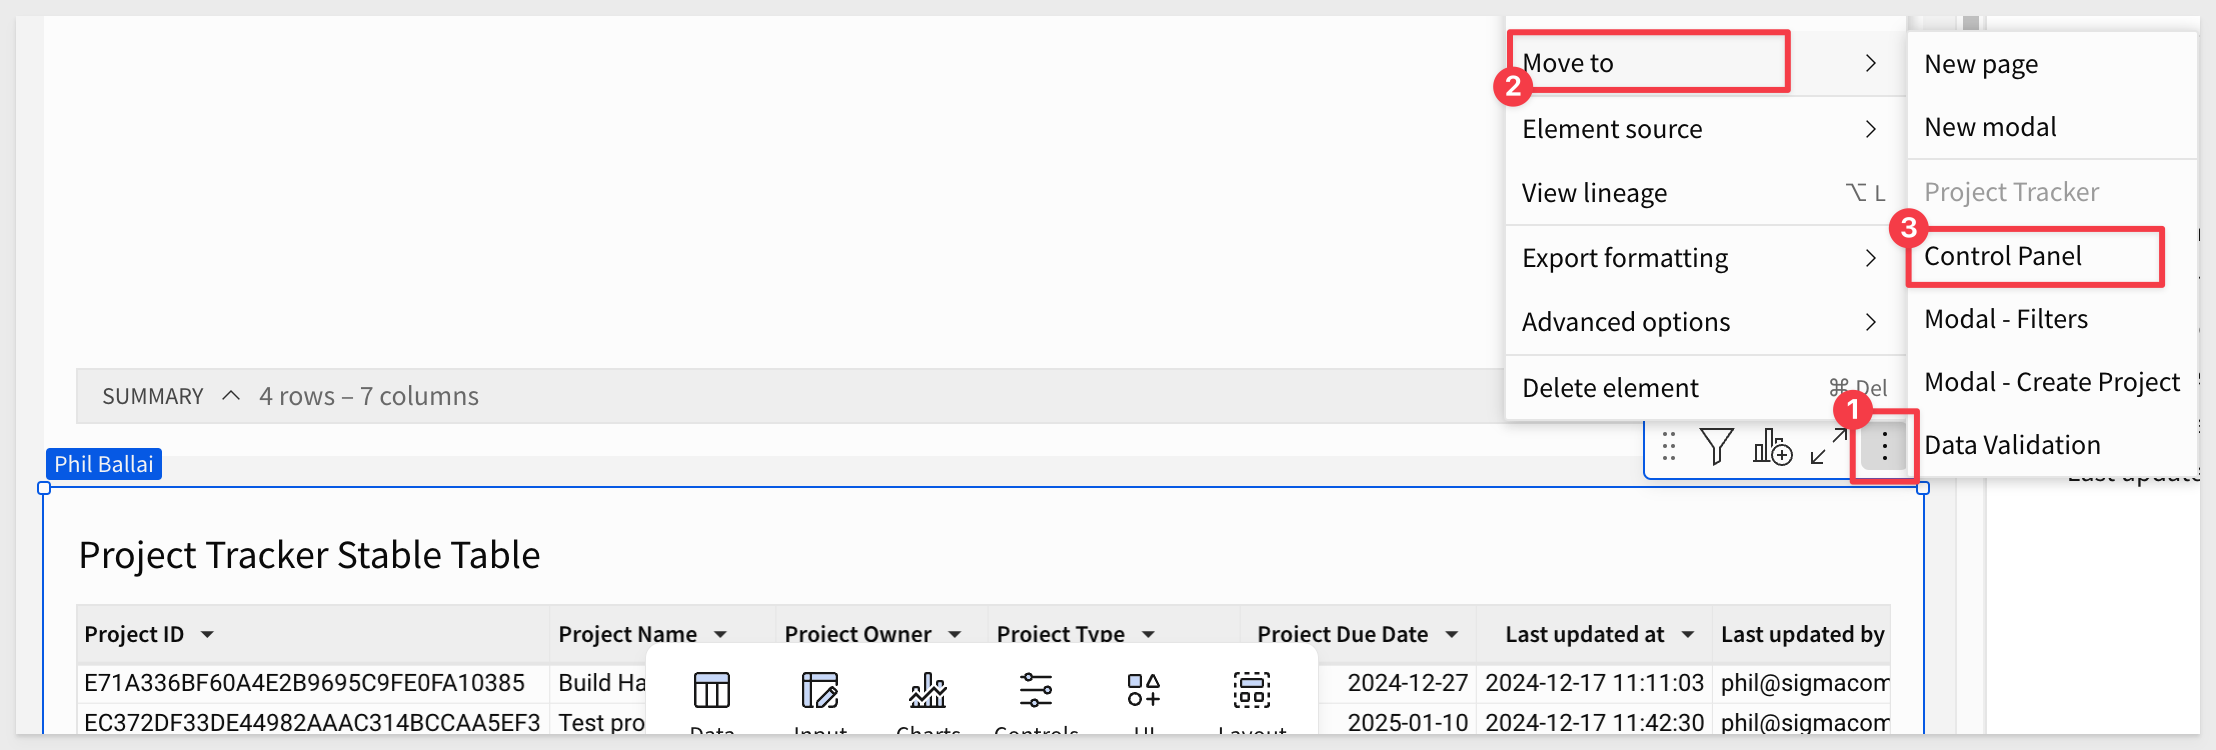 Move to
2
Element source
View lineage
⌥ L
Export formatting
Advanced options
Delete element
⌘ Del
1
New page
New modal
Project Tracker
3
Control Panel
Modal - Filters
Modal - Create Project
Data Validation
SUMMARY 4 rows – 7 columns
Phil Ballai
Project Tracker Stable Table
Project ID Project Name Project Owner Project Type Project Due Date Last updated at Last updated by
E71A336BF60A4E2B9695C9FE0FA10385 Build Ha 2024-12-27 2024-12-17 11:11:03 phil@sigmacom
EC372DF33DE44982AAAC314BCCAA5EF3 Test pro 2025-01-10 2024-12-17 11:42:30 phil@sigmacom
Data Input Charts Controls UI Layout